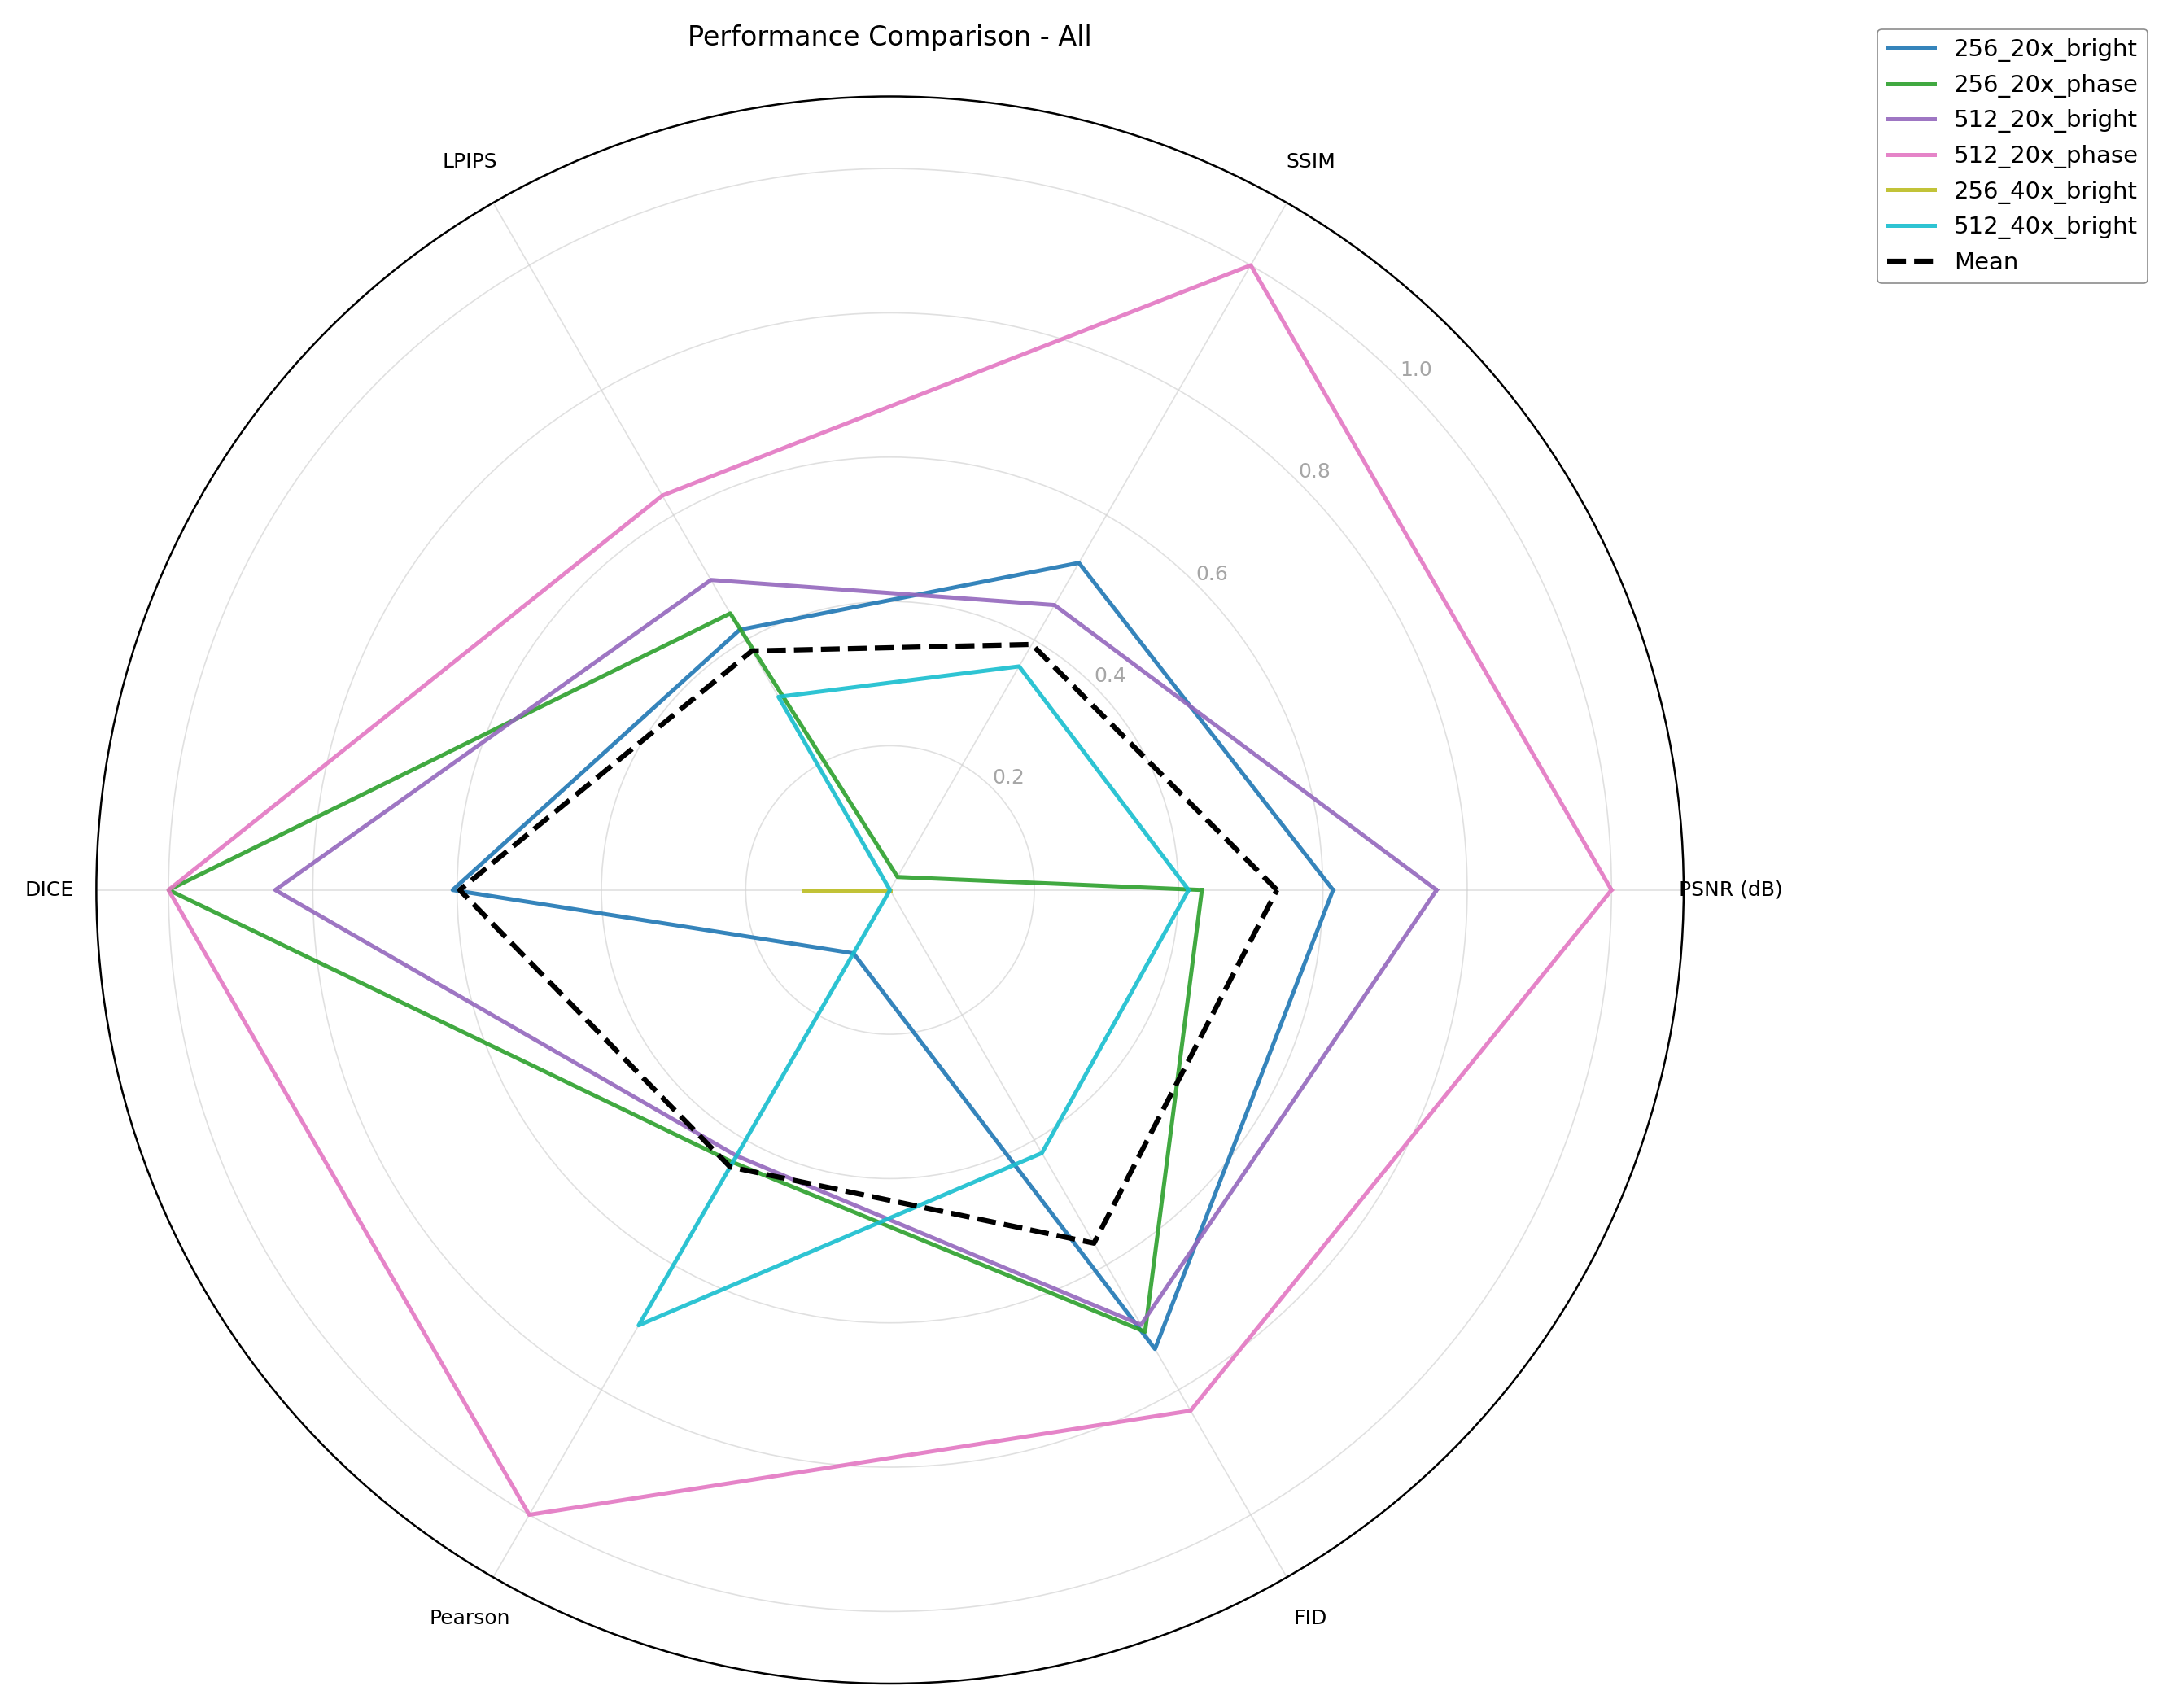 Performance Comparison - All
256_20x_bright
256_20x_phase
512_20x_bright
512_20x_phase
256_40x_bright
512_40x_bright
Mean
LPIPS
SSIM
1.0
0.8
0.6
0.4
0.2
DICE
PSNR (dB)
Pearson
FID